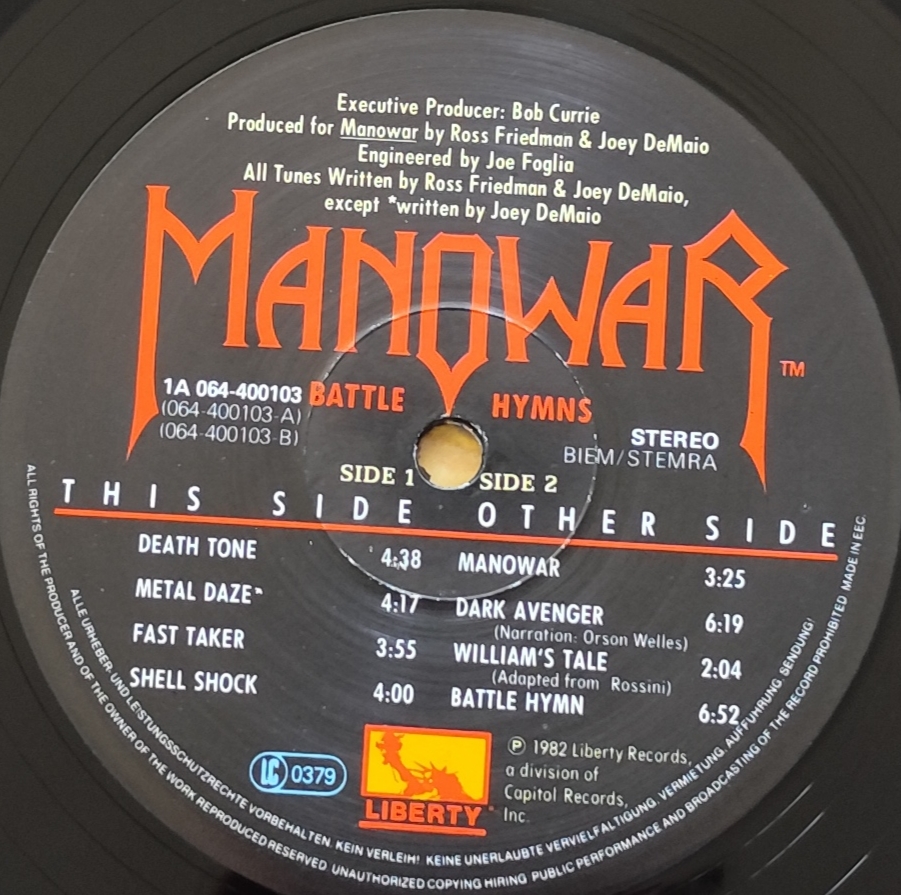 Executive Producer: Bob Currie
Produced for Manowar by Ross Friedman & Joey DeMaio
Engineered by Joe Foglia
All Tunes Written by Ross Friedman & Joey DeMaio,
except *written by Joey DeMaio
MANOWAR TM
1A 064-400103 BATTLE HYMNS
(064-400103-A)
(064-400103-B)
STEREO
BIEM/STEMRA
SIDE 1 SIDE 2
THIS SIDE OTHER SIDE
DEATH TONE 4:38 MANOWAR 3:25
METAL DAZE* 4:17 DARK AVENGER 6:19
(Narration: Orson Welles)
FAST TAKER 3:55 WILLIAM'S TALE 2:04
(Adapted from Rossini)
SHELL SHOCK 4:00 BATTLE HYMN 6:52
LC 0379
LIBERTY
℗ 1982 Liberty Records,
a division of
Capitol Records,
Inc.
ALLE URHEBER- UND LEISTUNGSSCHUTZRECHTE VORBEHALTEN. KEIN VERLEIH! KEINE UNERLAUBTE VERVIELFALTIGUNG, VERMIETUNG, AUFFUHRUNG, SENDUNG!
ALL RIGHTS OF THE PRODUCER AND OF THE OWNER OF THE WORK REPRODUCED RESERVED UNAUTHORIZED COPYING HIRING PUBLIC PERFORMANCE AND BROADCASTING OF THE RECORD PROHIBITED MADE IN EEC.